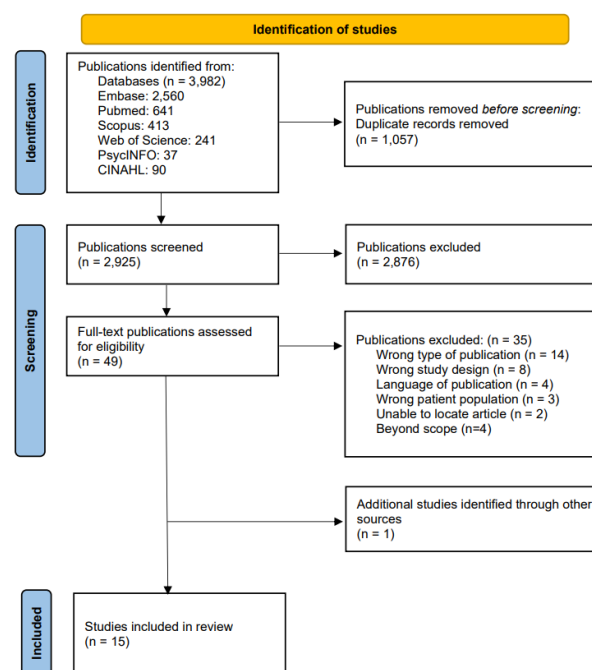 Identification of studies
Identification
Publications identified from:
Databases (n = 3,982)
Embase: 2,560
Pubmed: 641
Scopus: 413
Web of Science: 241
PsycINFO: 37
CINAHL: 90
Publications removed before screening:
Duplicate records removed
(n = 1,057)
Screening
Publications screened
(n = 2,925)
Publications excluded
(n = 2,876)
Full-text publications assessed
for eligibility
(n = 49)
Publications excluded: (n = 35)
Wrong type of publication (n = 14)
Wrong study design (n = 8)
Language of publication (n = 4)
Wrong patient population (n = 3)
Unable to locate article (n = 2)
Beyond scope (n=4)
Additional studies identified through other
sources
(n = 1)
Included
Studies included in review
(n = 15)